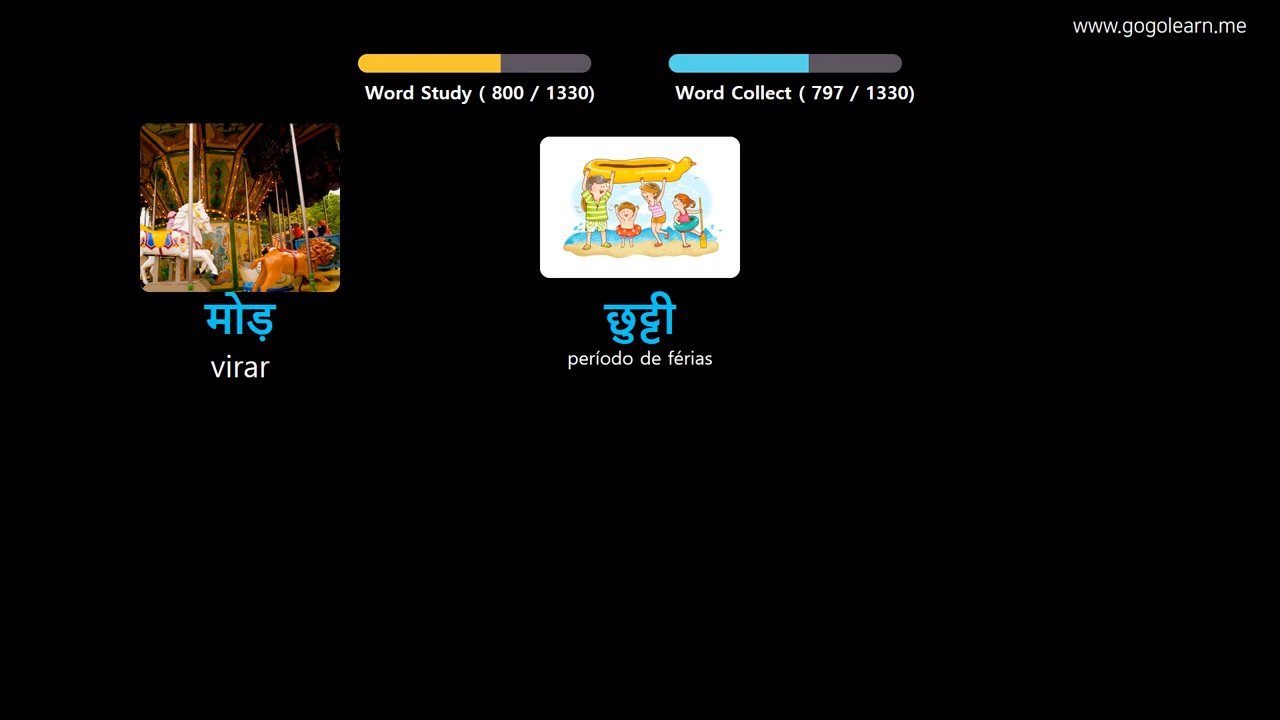 www.gogolearn.me
Word Study ( 800 / 1330)
Word Collect ( 797 / 1330)
मोड़
virar
छुट्टी
período de férias